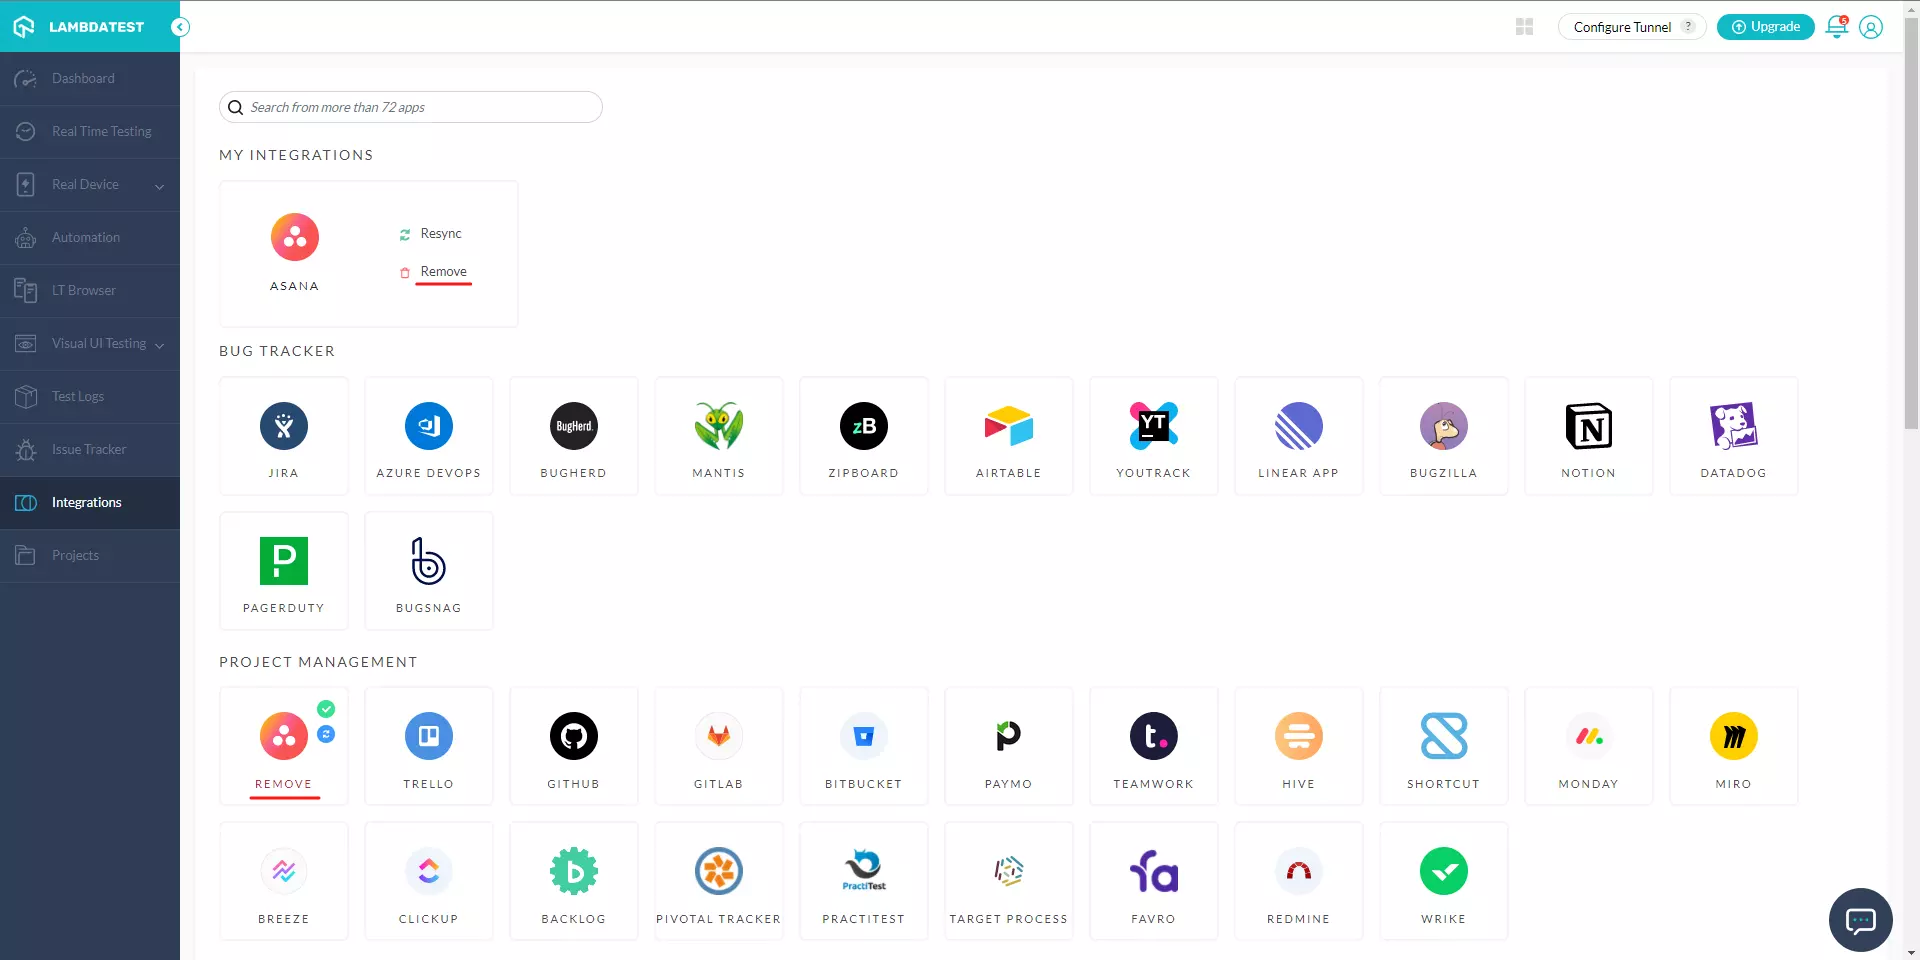 LAMBDATEST
Configure Tunnel ?
Upgrade
5
Dashboard
Real Time Testing
Real Device
Automation
LT Browser
Visual UI Testing
Test Logs
Issue Tracker
Integrations
Projects
Search from more than 72 apps
MY INTEGRATIONS
Resync
Remove
ASANA
BUG TRACKER
BugHerd.
zB
YT
N
JIRA
AZURE DEVOPS
BUGHERD
MANTIS
ZIPBOARD
AIRTABLE
YOUTRACK
LINEAR APP
BUGZILLA
NOTION
DATADOG
P
b
PAGERDUTY
BUGSNAG
PROJECT MANAGEMENT
t.
REMOVE
TRELLO
GITHUB
GITLAB
BITBUCKET
PAYMO
TEAMWORK
HIVE
SHORTCUT
MONDAY
MIRO
b
PractiTest
fa
BREEZE
CLICKUP
BACKLOG
PIVOTAL TRACKER
PRACTITEST
TARGET PROCESS
FAVRO
REDMINE
WRIKE